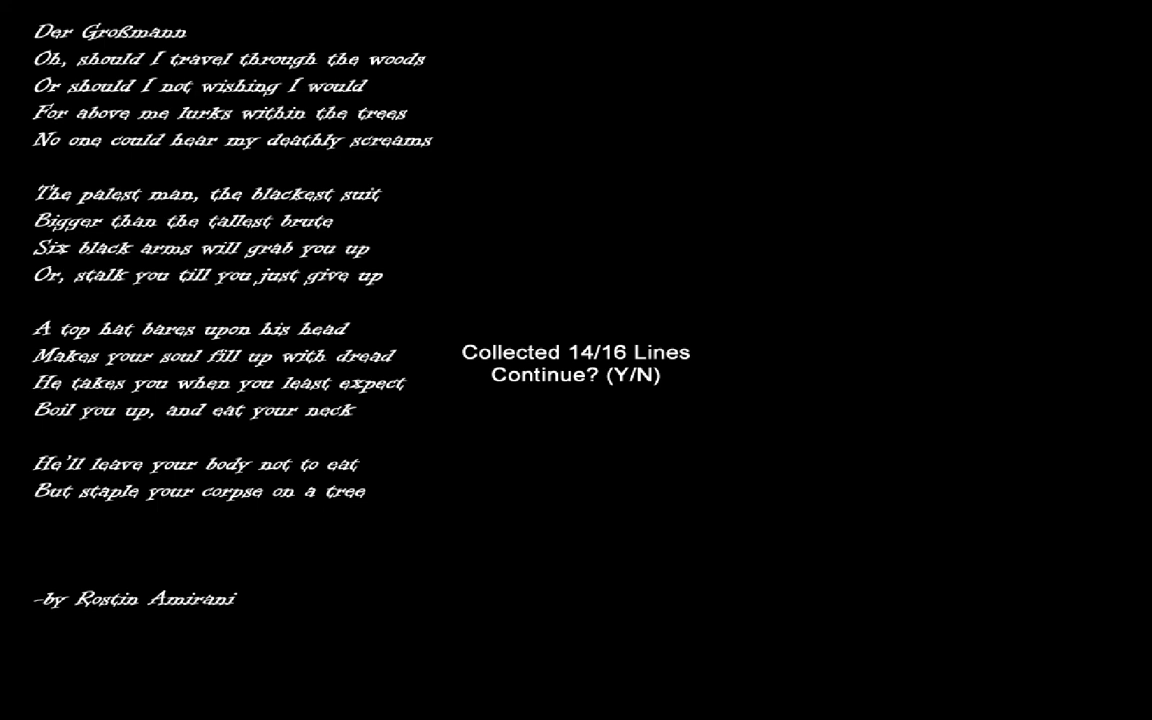 Der Großmann
Oh, should I travel through the woods
Or should I not wishing I would
For above me lurks within the trees
No one could hear my deathly screams
The palest man, the blackest suit
Bigger than the tallest brute
Six black arms will grab you up
Or, stalk you till you just give up
A top hat bares upon his head
Makes your soul fill up with dread
He takes you when you least expect
Boil you up, and eat your neck
He'll leave your body not to eat
But staple your corpse on a tree
-by Rostin Amirani
Collected 14/16 Lines
Continue? (Y/N)